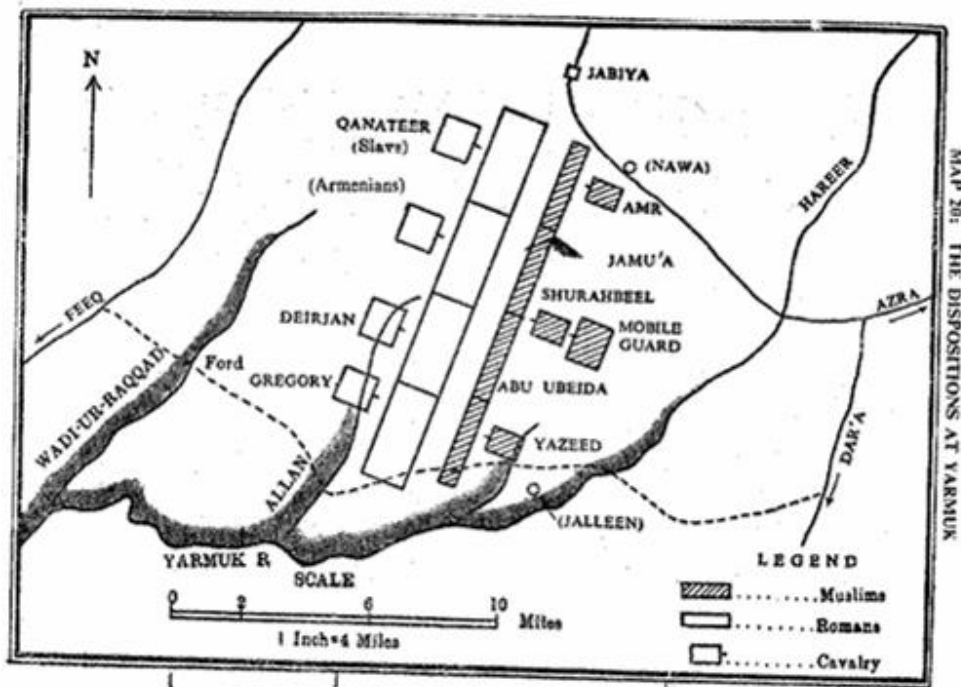 N
JABIYA
QANATEER
(Slavs)
(NAWA)
(Armenians)
AMR
HAREER
JAMU'A
SHURAHBEEL
AZRA
FEEQ
DEIRJAN
MOBILE
GUARD
Ford
GREGORY
ABU UBEIDA
WADI-UR-RAQQAD
YAZEED
DAR'A
ALLAN
(JALLEEN)
YARMUK R
LEGEND
SCALE
0 2 6 10 Miles
1 Inch=4 Miles
.......Muslims
.......Romans
.......Cavalry
MAP 20: THE DISPOSITIONS AT YARMUK